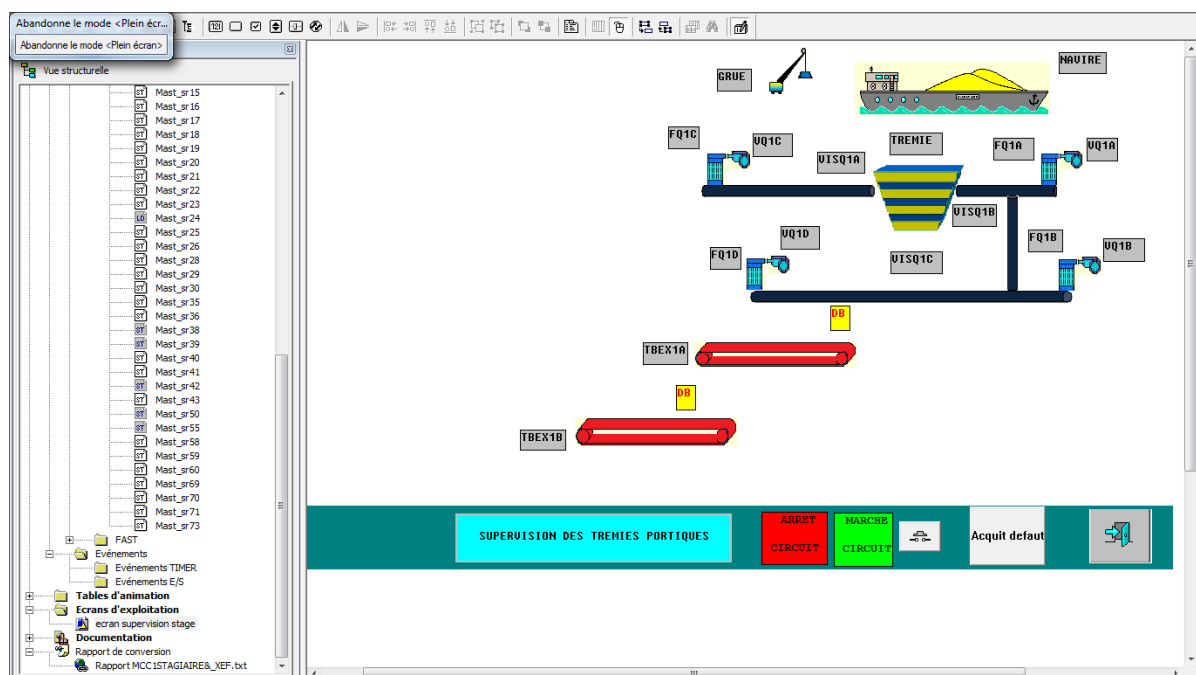 Abandonne le mode <Plein écr...
Abandonne le mode <Plein écran>
Vue structurelle
Mast_sr15
Mast_sr16
Mast_sr17
Mast_sr18
Mast_sr19
Mast_sr20
Mast_sr21
Mast_sr22
Mast_sr23
Mast_sr24
Mast_sr25
Mast_sr26
Mast_sr28
Mast_sr29
Mast_sr30
Mast_sr35
Mast_sr36
Mast_sr38
Mast_sr39
Mast_sr40
Mast_sr41
Mast_sr42
Mast_sr43
Mast_sr50
Mast_sr55
Mast_sr58
Mast_sr59
Mast_sr60
Mast_sr69
Mast_sr70
Mast_sr71
Mast_sr73
FAST
Evénements
Evénements TIMER
Evénements E/S
Tables d'animation
Ecrans d'exploitation
ecran supervision stage
Documentation
Rapport de conversion
Rapport MCC1STAGIAIRE&_XEF.txt
GRUE
NAVIRE
FQ1C
VQ1C
VISQ1A
TREMIE
FQ1A
VQ1A
VISQ1B
FQ1D
VQ1D
VISQ1C
FQ1B
VQ1B
DB
TBEX1A
DB
TBEX1B
SUPERVISION DES TREMIES PORTIQUES
ARRET
CIRCUIT
MARCHE
CIRCUIT
Acquit defaut